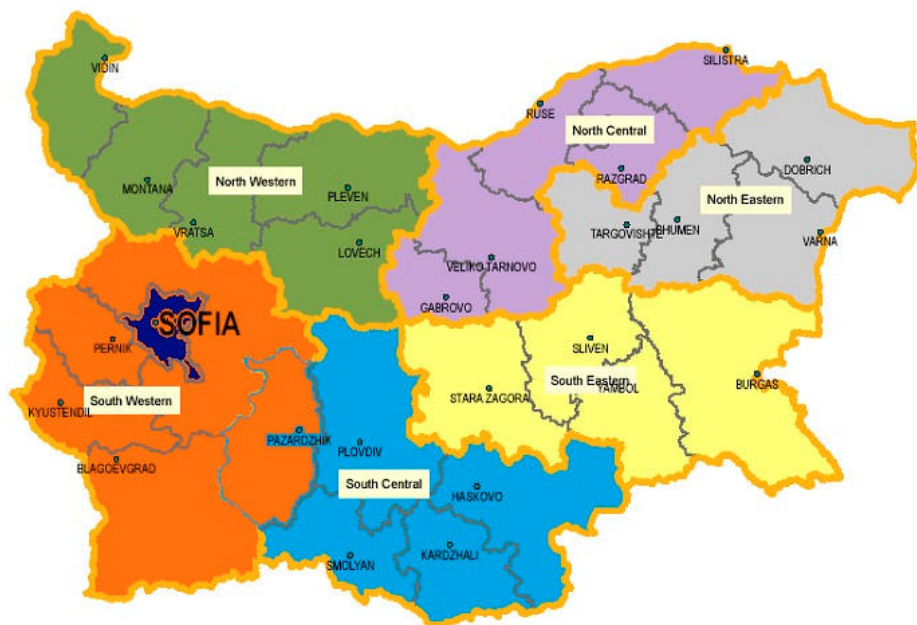 VIDIN
SILISTRA
RUSE
North Central
DOBRICH
MONTANA
North Western
PLEVEN
RAZGRAD
North Eastern
VRATSA
LOVECH
TARGOVISHTE
SHUMEN
VARNA
VELIKO TARNOVO
GABROVO
SOFIA
PERNIK
SLIVEN
KYUSTENDIL
South Western
STARA ZAGORA
South Eastern
YAMBOL
BURGAS
BLAGOEVGRAD
PAZARDZHIK
PLOVDIV
South Central
HASKOVO
SMOLYAN
KARDZHALI